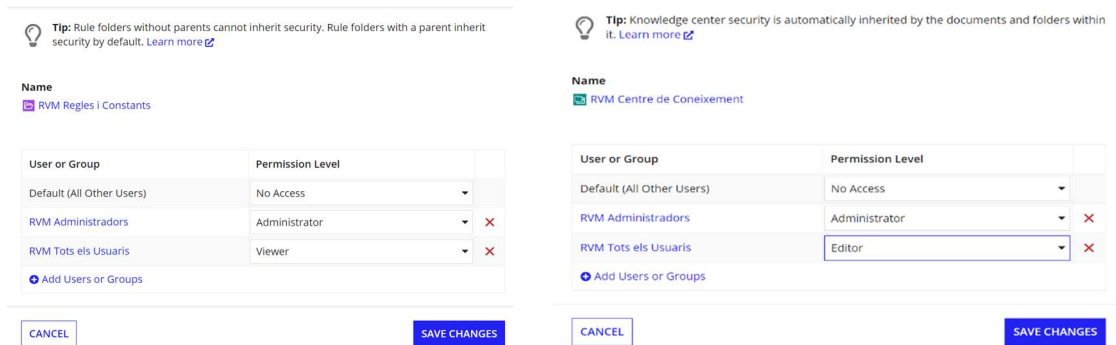 Tip: Rule folders without parents cannot inherit security. Rule folders with a parent inherit
security by default. Learn more
Name
RVM Regles i Constants
User or Group Permission Level
Default (All Other Users) No Access
RVM Administradors Administrator
RVM Tots els Usuaris Viewer
Add Users or Groups
CANCEL SAVE CHANGES
Tip: Knowledge center security is automatically inherited by the documents and folders within
it. Learn more
Name
RVM Centre de Coneixement
User or Group Permission Level
Default (All Other Users) No Access
RVM Administradors Administrator
RVM Tots els Usuaris Editor
Add Users or Groups
CANCEL SAVE CHANGES